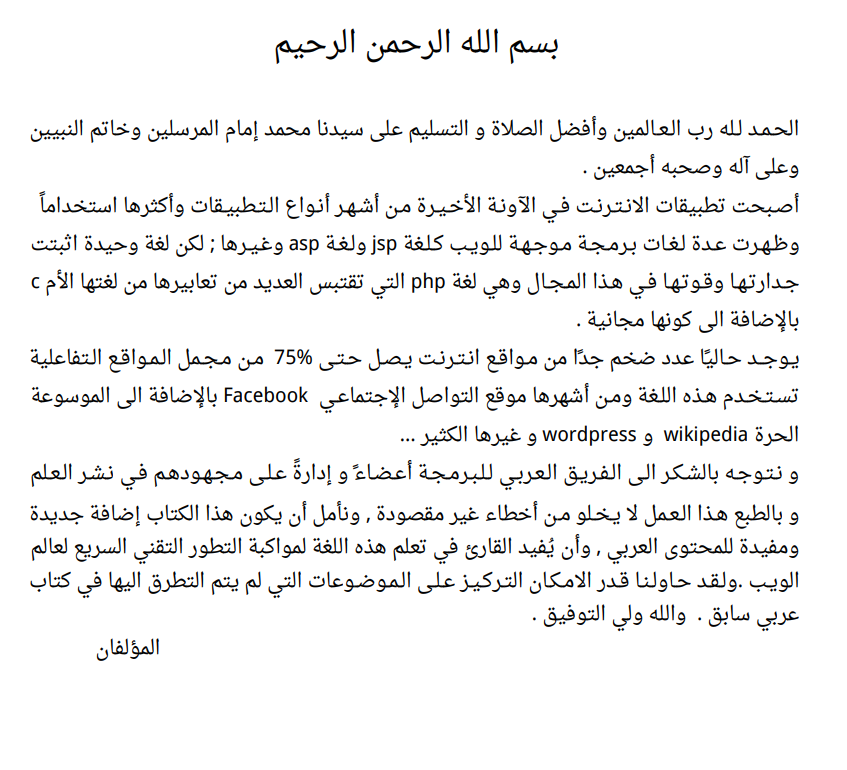 بسم الله الرحمن الرحيم
الحمد لله رب العالمين وأفضل الصلاة و التسليم على سيدنا محمد إمام المرسلين وخاتم النبيين
وعلى آله وصحبه أجمعين .
أصبحت تطبيقات الانترنت في الآونة الأخيرة من أشهر أنواع التطبيقات وأكثرها استخداماً
وظهرت عدة لغات برمجة موجهة للويب كلغة jsp ولغة asp وغيرها ; لكن لغة وحيدة اثبتت
جدارتها وقوتها في هذا المجال وهي لغة php التي تقتبس العديد من تعابيرها من لغتها الأم c
بالإضافة الى كونها مجانية .
يوجد حاليًا عدد ضخم جدًا من مواقع انترنت يصل حتى 75% من مجمل المواقع التفاعلية
تستخدم هذه اللغة ومن أشهرها موقع التواصل الإجتماعي Facebook بالإضافة الى الموسوعة
الحرة wikipedia و wordpress و غيرها الكثير ...
و نتوجه بالشكر الى الفريق العربي للبرمجة أعضاءً و إدارةً على مجهودهم في نشر العلم
و بالطبع هذا العمل لا يخلو من أخطاء غير مقصودة , ونأمل أن يكون هذا الكتاب إضافة جديدة
ومفيدة للمحتوى العربي , وأن يُفيد القارئ في تعلم هذه اللغة لمواكبة التطور التقني السريع لعالم
الويب .ولقد حاولنا قدر الامكان التركيز على الموضوعات التي لم يتم التطرق اليها في كتاب
عربي سابق . والله ولي التوفيق .
المؤلفان